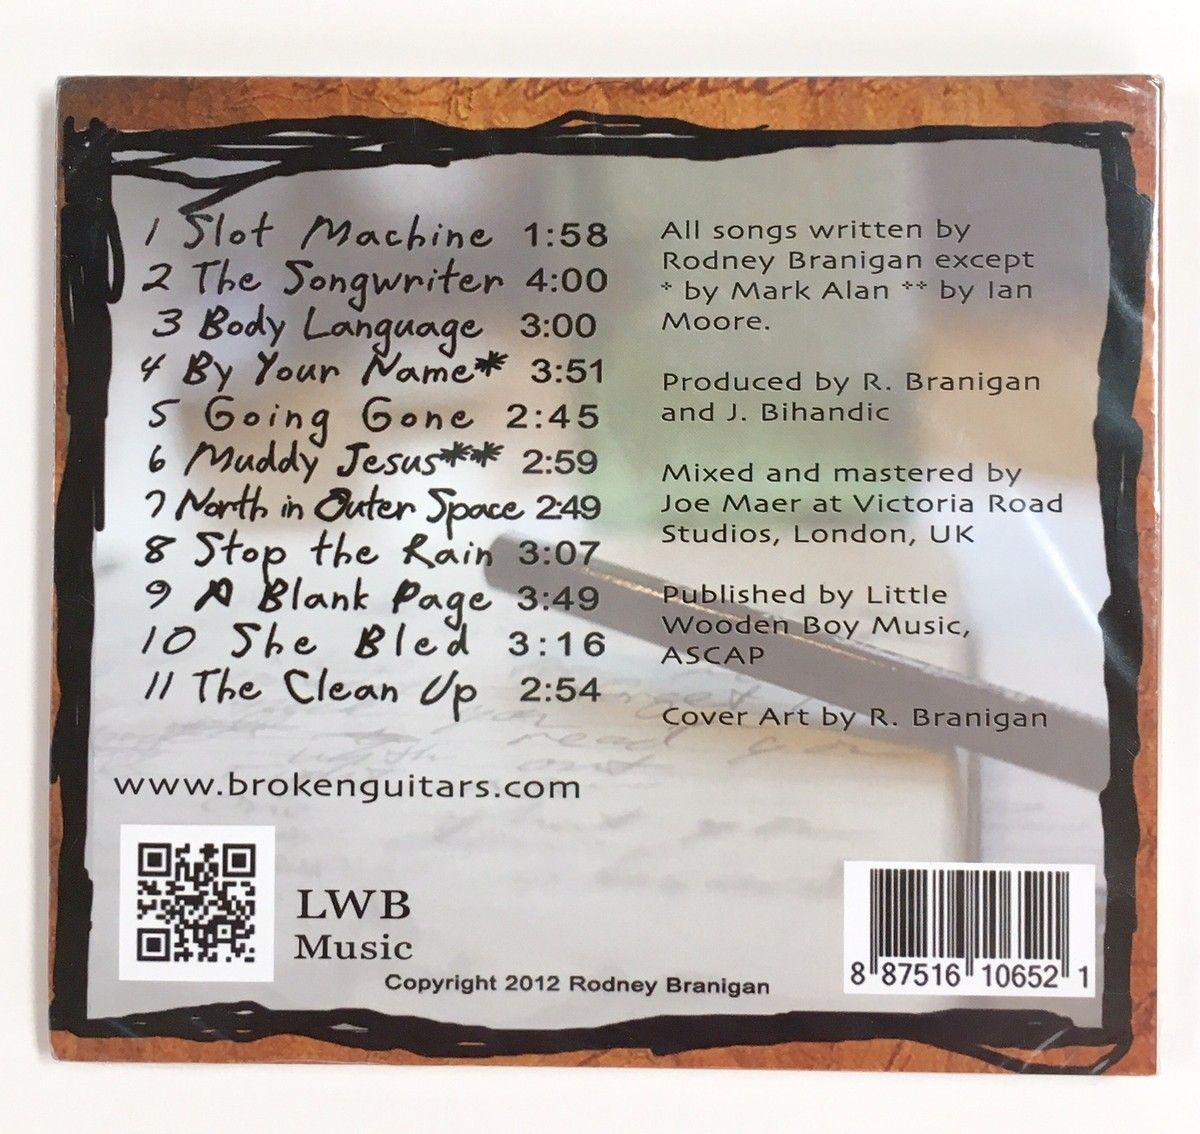 1 Slot Machine 1:58
2 The Songwriter 4:00
3 Body Language 3:00
4 By Your Name* 3:51
5 Going Gone 2:45
6 Muddy Jesus** 2:59
7 North in Outer Space 2:49
8 Stop the Rain 3:07
9 A Blank Page 3:49
10 She Bled 3:16
11 The Clean Up 2:54
All songs written by
Rodney Branigan except
* by Mark Alan ** by Ian
Moore.
Produced by R. Branigan
and J. Bihandic
Mixed and mastered by
Joe Maer at Victoria Road
Studios, London, UK
Published by Little
Wooden Boy Music,
ASCAP
Cover Art by R. Branigan
www.brokenguitars.com
LWB
Music
Copyright 2012 Rodney Branigan
8 87516 10652 1